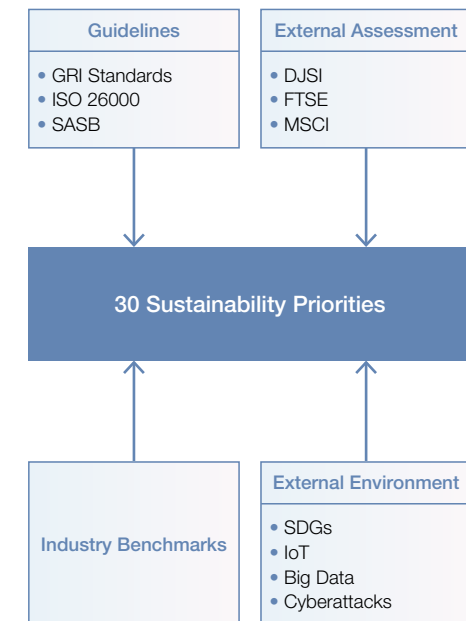 Guidelines
• GRI Standards
• ISO 26000
• SASB
External Assessment
• DJSI
• FTSE
• MSCI
30 Sustainability Priorities
Industry Benchmarks
External Environment
• SDGs
• IoT
• Big Data
• Cyberattacks